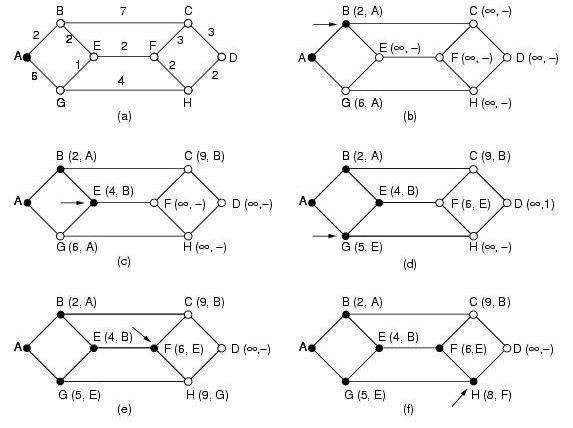 B 7 C
2 2 3 3
A E 2 F D
6 1 2 2
4
G H
(a)
B (2, A) C (∞, -)
A E (∞, -) F (∞, -) D (∞, -)
G (6, A) H (∞, -)
(b)
B (2, A) C (9, B)
A E (4, B) F (∞, -) D (∞,-)
G (6, A) H (∞, -)
(c)
B (2, A) C (9, B)
A E (4, B) F (6, E) D (∞,1)
G (5, E) H (∞, -)
(d)
B (2, A) C (9, B)
A E (4, B) F (6, E) D (∞,-)
G (5, E) H (9, G)
(e)
B (2, A) C (9, B)
A E (4, B) F (6,E) D (∞,-)
G (5, E) H (8, F)
(f)